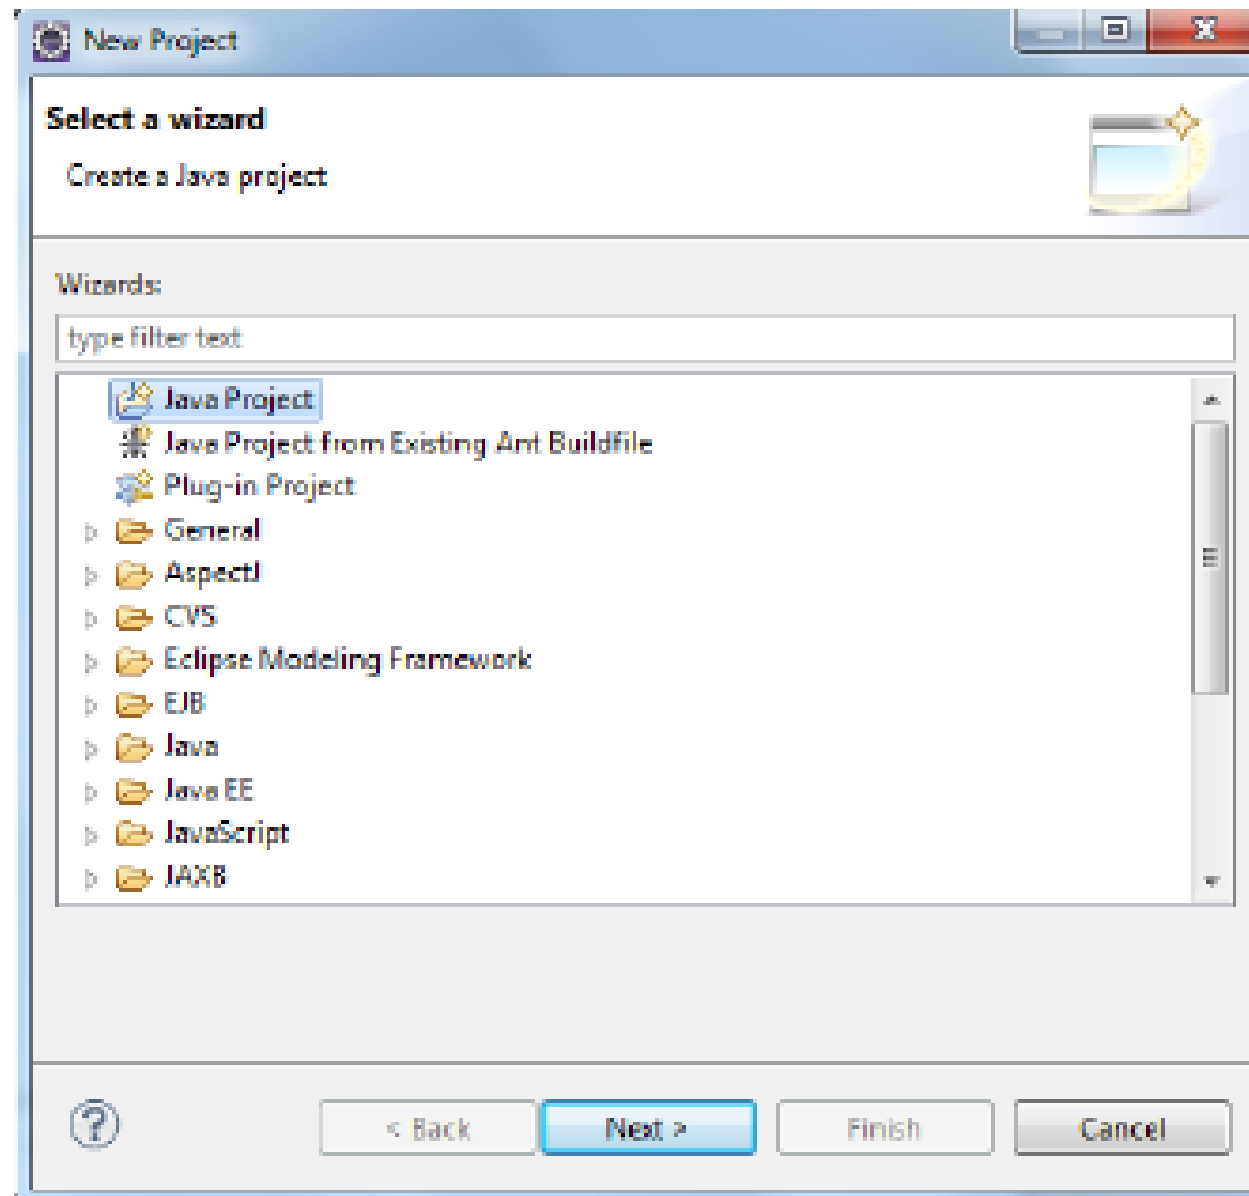 New Project
Select a wizard
Create a Java project
Wizards:
type filter text
Java Project
Java Project from Existing Ant Buildfile
Plug-in Project
General
AspectJ
CVS
Eclipse Modeling Framework
EJB
Java
Java EE
JavaScript
JAXB
< Back Next > Finish Cancel